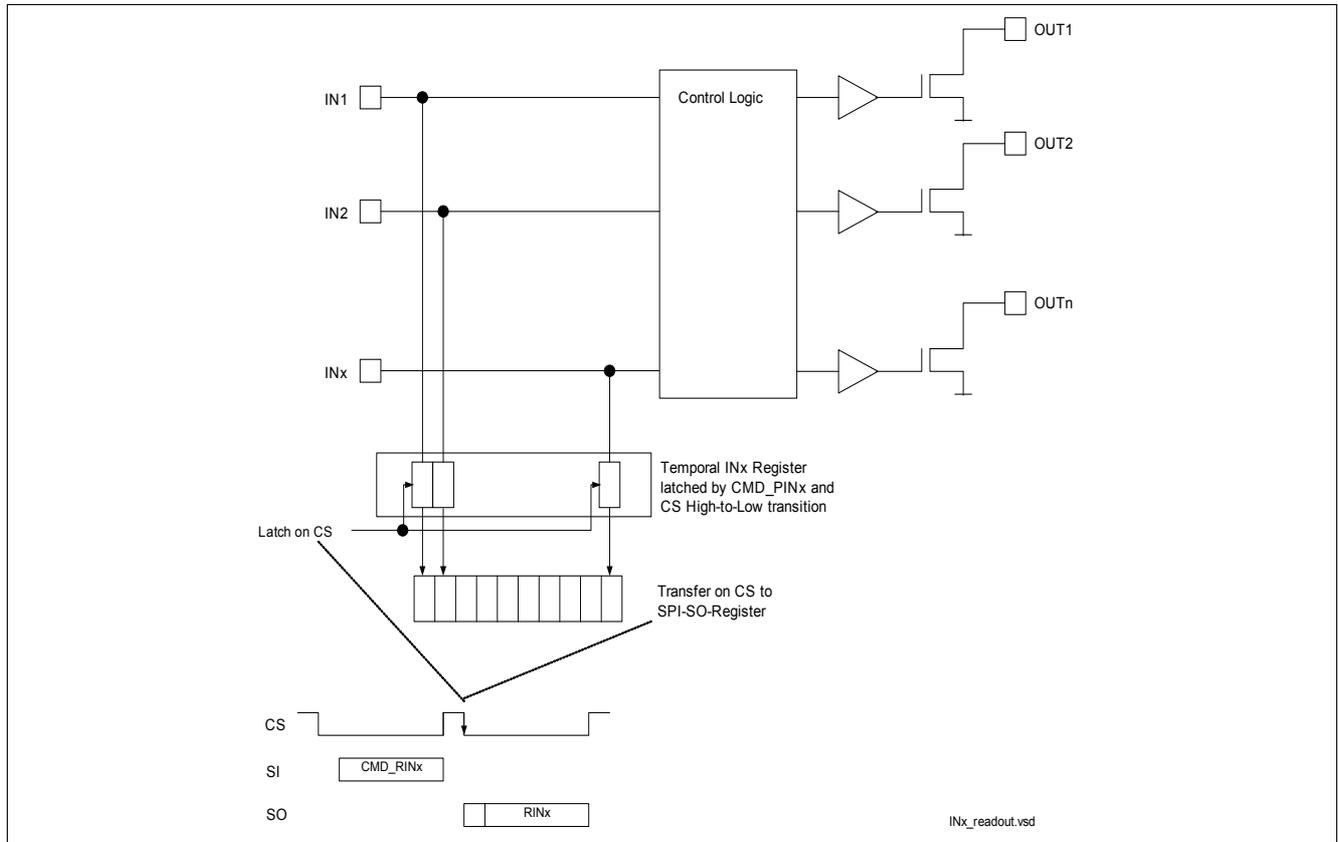 OUT1
IN1
Control Logic
OUT2
IN2
OUTn
INx
Temporal INx Register
latched by CMD_PINx and
CS High-to-Low transition
Latch on CS
Transfer on CS to
SPI-SO-Register
CS
SI
CMD_RINx
SO
RINx
INx_readout.vsd